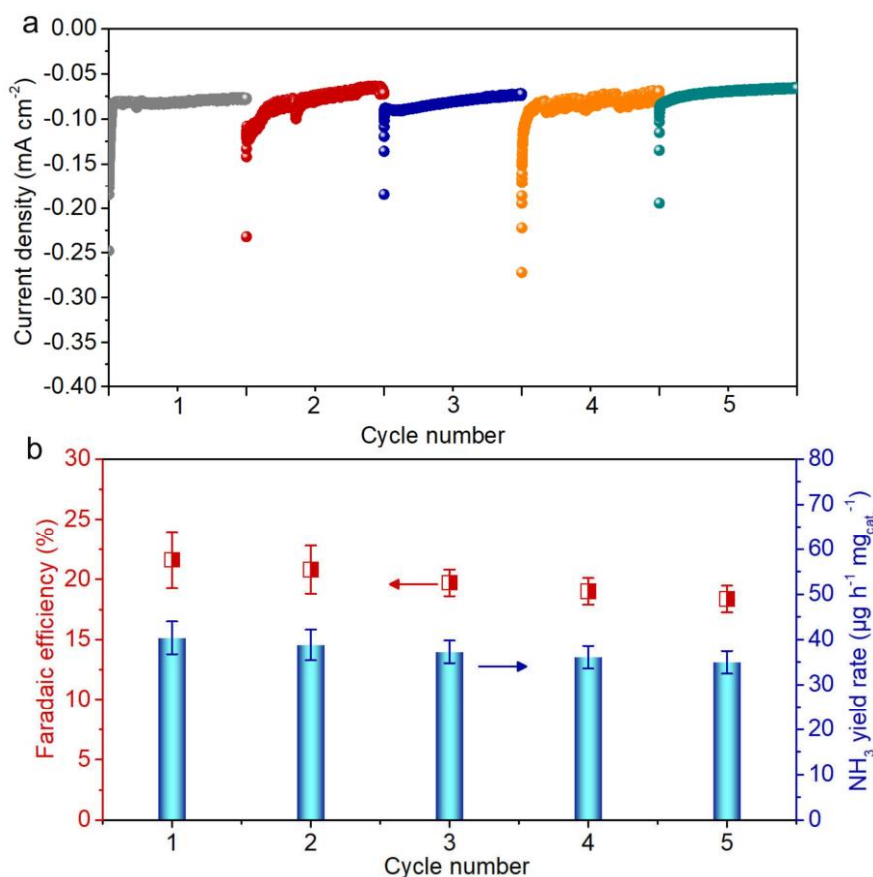 a
Current density (mA cm⁻²)
0.00
-0.05
-0.10
-0.15
-0.20
-0.25
-0.30
-0.35
-0.40
1 2 3 4 5
Cycle number
b
Faradaic efficiency (%)
30
25
20
15
10
5
0
80
70
60
50
40
30
20
10
0
NH₃ yield rate (µg h⁻¹ mg_cat.⁻¹)
1 2 3 4 5
Cycle number